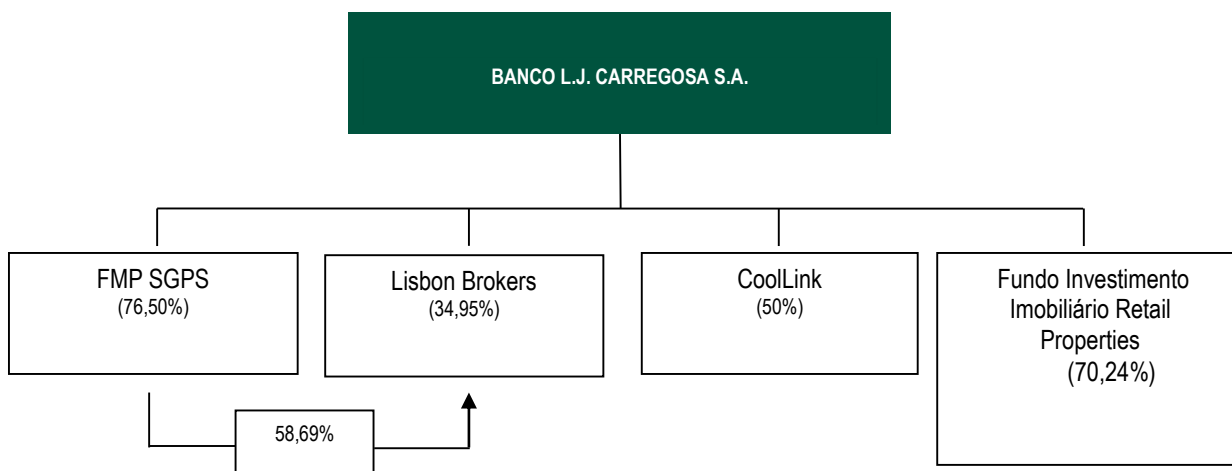 BANCO L.J. CARREGOSA S.A.
FMP SGPS
(76,50%)
Lisbon Brokers
(34,95%)
CoolLink
(50%)
Fundo Investimento
Imobiliário Retail
Properties
(70,24%)
58,69%